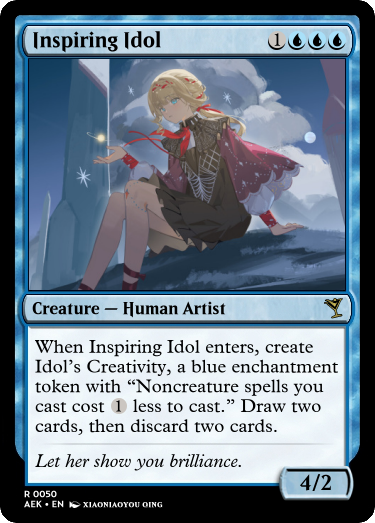 Inspiring Idol 1
Creature — Human Artist
When Inspiring Idol enters, create
Idol's Creativity, a blue enchantment
token with “Noncreature spells you
cast cost 1 less to cast.” Draw two
cards, then discard two cards.
Let her show you brilliance.
4/2
R 0050
AEK • EN XIAONIAOYOU QING